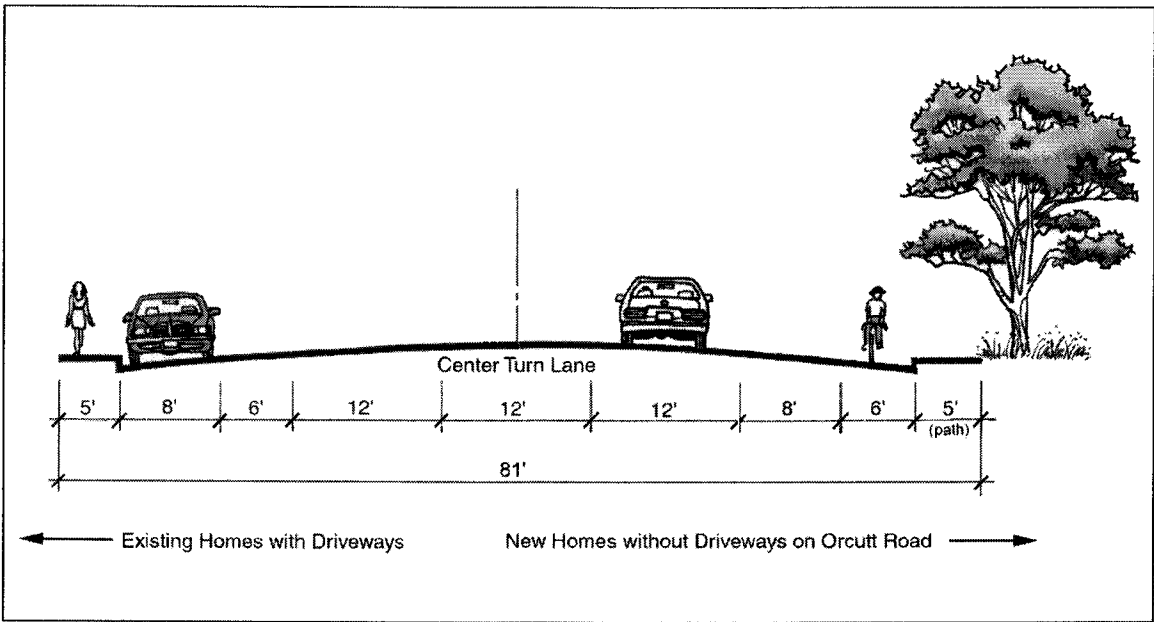 Center Turn Lane
5' 8' 6' 12' 12' 12' 8' 6' 5'
(path)
81'
Existing Homes with Driveways New Homes without Driveways on Orcutt Road